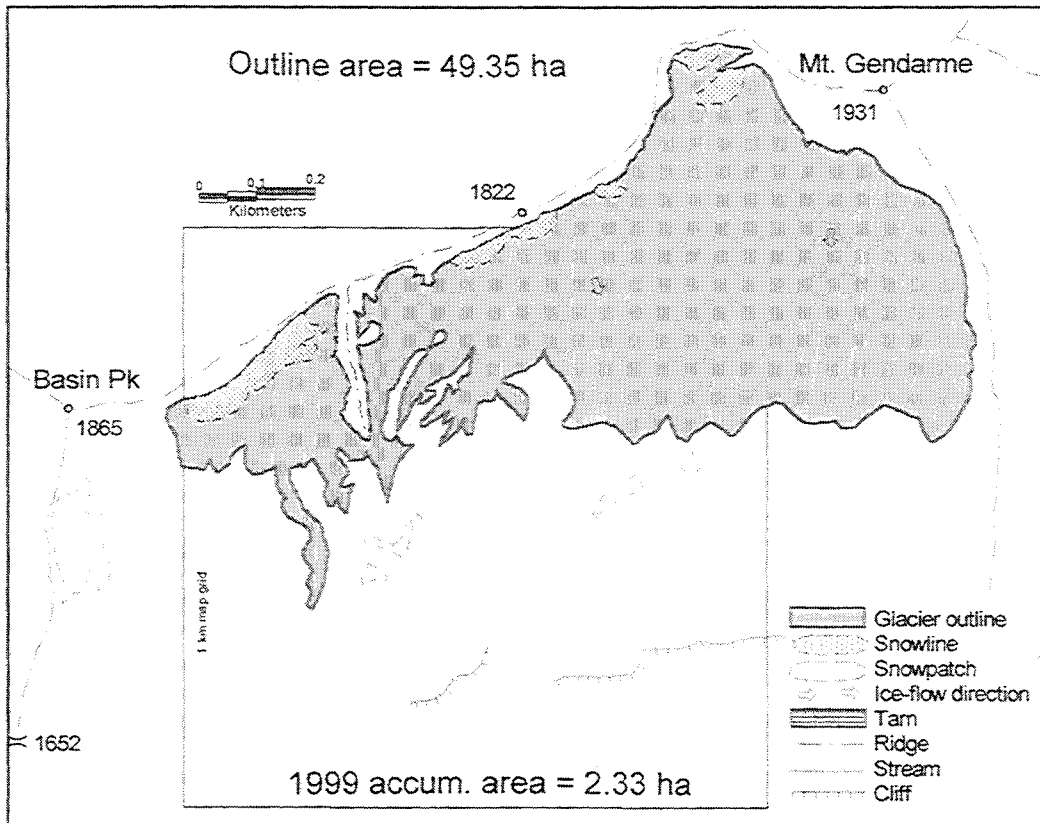 Outline area = 49.35 ha
Mt. Gendarme
1931
0 0.1 0.2
Kilometers
1822
Basin Pk
1865
1 km map grid
Glacier outline
Snowline
Snowpatch
Ice-flow direction
Tarn
Ridge
Stream
Cliff
1652
1999 accum. area = 2.33 ha